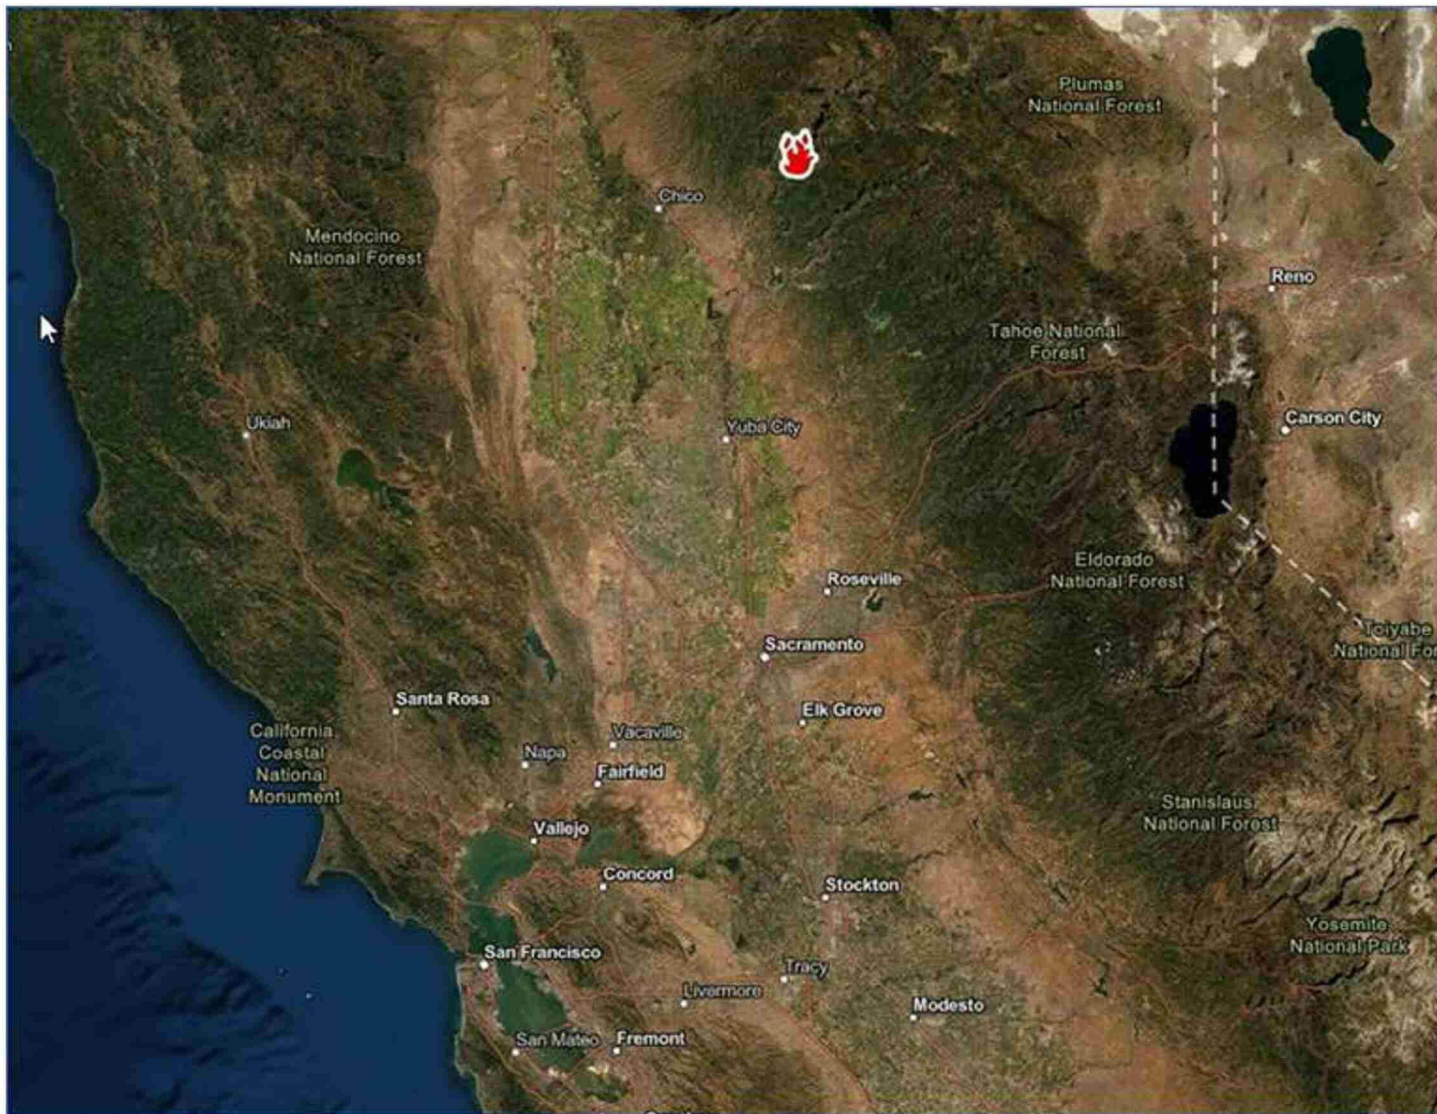 Plumas
National Forest
Chico
Mendocino
National Forest
Reno
Tahoe National
Forest
Carson City
Ukiah
Yuba City
Eldorado
National Forest
Roseville
Toiyabe
National For
Sacramento
Santa Rosa
Elk Grove
California
Coastal
National
Monument
Vacaville
Napa
Fairfield
Stanislaus
National Forest
Vallejo
Concord
Stockton
Yosemite
National Park
San Francisco
Tracy
Livermore
Modesto
San Mateo
Fremont